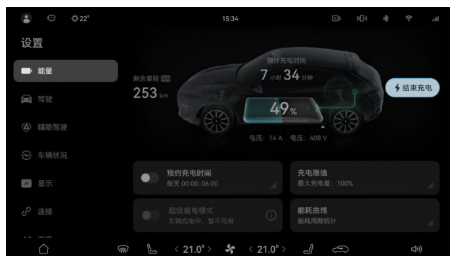 22°
15:34
设置
能量
驾驶
辅助驾驶
车辆状况
显示
连接
预计充电时间
7 小时 34 分钟
剩余里程
253 km
49 %
电流: 14 A 电压: 408 V
结束充电
预约充电时间
每天 00:00-06:00
充电限值
最大充电量: 100%
超级省电模式
车辆充电中，暂不可用
能耗曲线
能耗周期统计
< 21.0° >
< 21.0° >